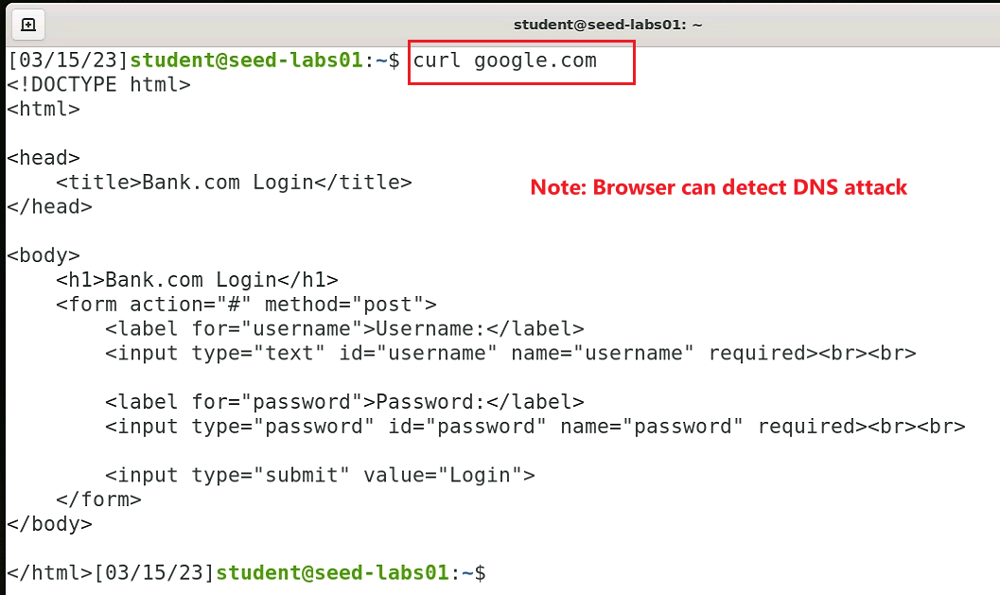 student@seed-labs01: ~
[03/15/23]student@seed-labs01:~$ curl google.com
<!DOCTYPE html>
<html>
<head>
    <title>Bank.com Login</title>
Note: Browser can detect DNS attack
</head>
<body>
    <h1>Bank.com Login</h1>
    <form action="#" method="post">
        <label for="username">Username:</label>
        <input type="text" id="username" name="username" required><br><br>
        <label for="password">Password:</label>
        <input type="password" id="password" name="password" required><br><br>
        <input type="submit" value="Login">
    </form>
</body>
</html>[03/15/23]student@seed-labs01:~$